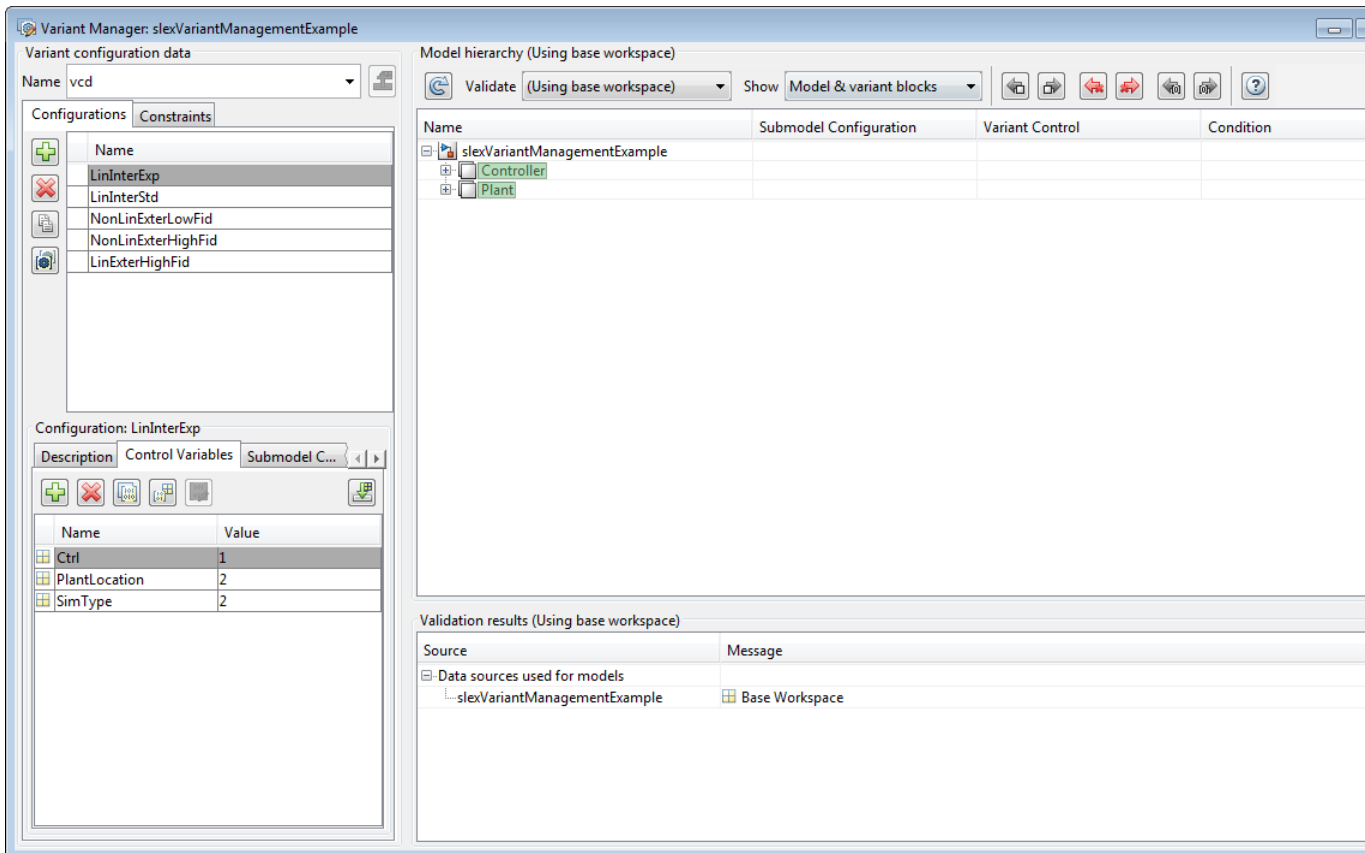 Variant Manager: slexVariantManagementExample
Variant configuration data
Name vcd
Configurations Constraints
Name
LinInterExp
LinInterStd
NonLinExterLowFid
NonLinExterHighFid
LinExterHighFid
Configuration: LinInterExp
Description Control Variables Submodel C...
Name Value
Ctrl 1
PlantLocation 2
SimType 2
Model hierarchy (Using base workspace)
Validate (Using base workspace) Show Model & variant blocks
Name Submodel Configuration Variant Control Condition
slexVariantManagementExample
Controller
Plant
Validation results (Using base workspace)
Source Message
Data sources used for models
slexVariantManagementExample Base Workspace